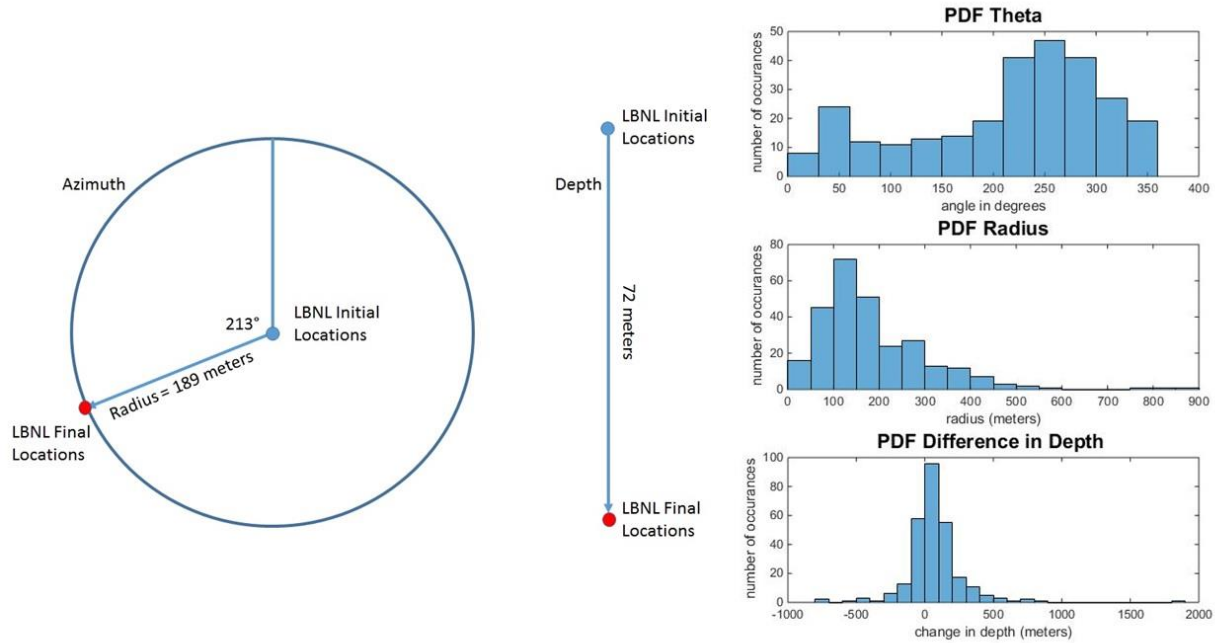 Azimuth
213°
LBNL Initial
Locations
Radius = 189 meters
LBNL Final
Locations
LBNL Initial
Locations
Depth
72 meters
LBNL Final
Locations
PDF Theta
number of occurances
50
40
30
20
10
0
0 50 100 150 200 250 300 350 400
angle in degrees
PDF Radius
number of occurances
80
60
40
20
0
0 100 200 300 400 500 600 700 800 900
radius (meters)
PDF Difference in Depth
number of occurances
100
80
60
40
20
0
-1000 -500 0 500 1000 1500 2000
change in depth (meters)